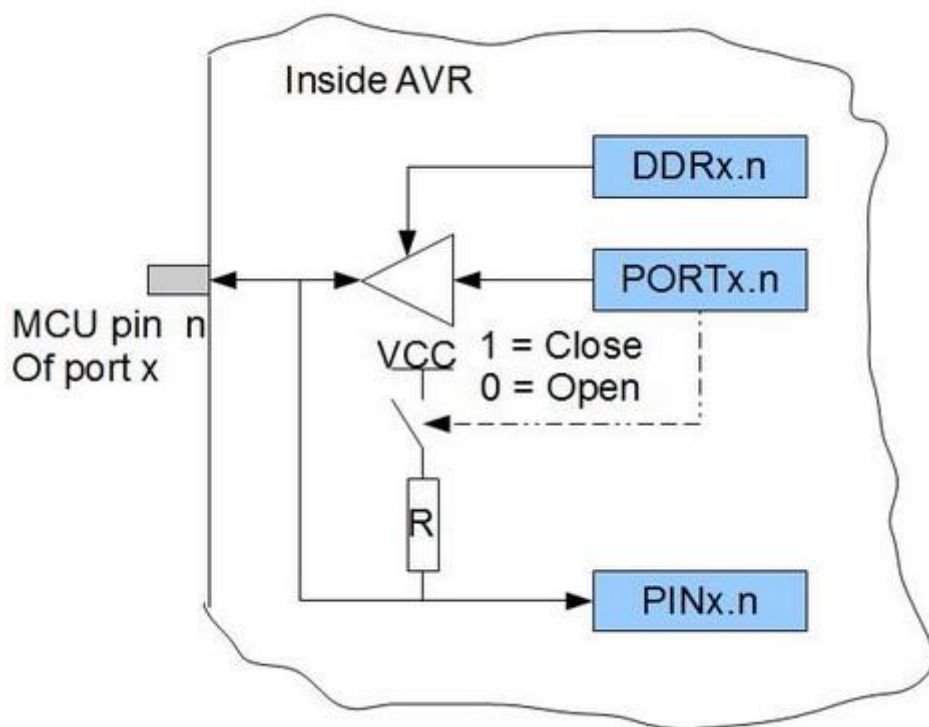 Inside AVR
DDRx.n
PORTx.n
MCU pin n
Of port x
VCC
1 = Close
0 = Open
R
PINx.n